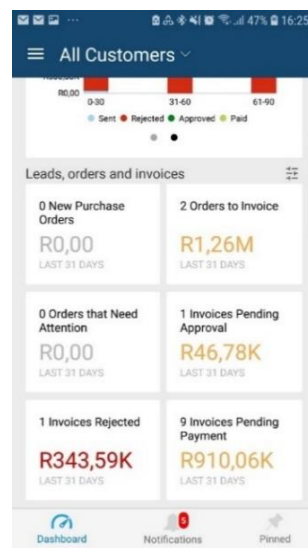 47% 16:25
All Customers
R0,00
0-30 31-60 61-90
Sent Rejected Approved Paid
Leads, orders and invoices
0 New Purchase
Orders
R0,00
LAST 31 DAYS
2 Orders to Invoice
R1,26M
LAST 31 DAYS
0 Orders that Need
Attention
R0,00
LAST 31 DAYS
1 Invoices Pending
Approval
R46,78K
LAST 31 DAYS
1 Invoices Rejected
R343,59K
LAST 31 DAYS
9 Invoices Pending
Payment
R910,06K
LAST 31 DAYS
5
Dashboard Notifications Pinned